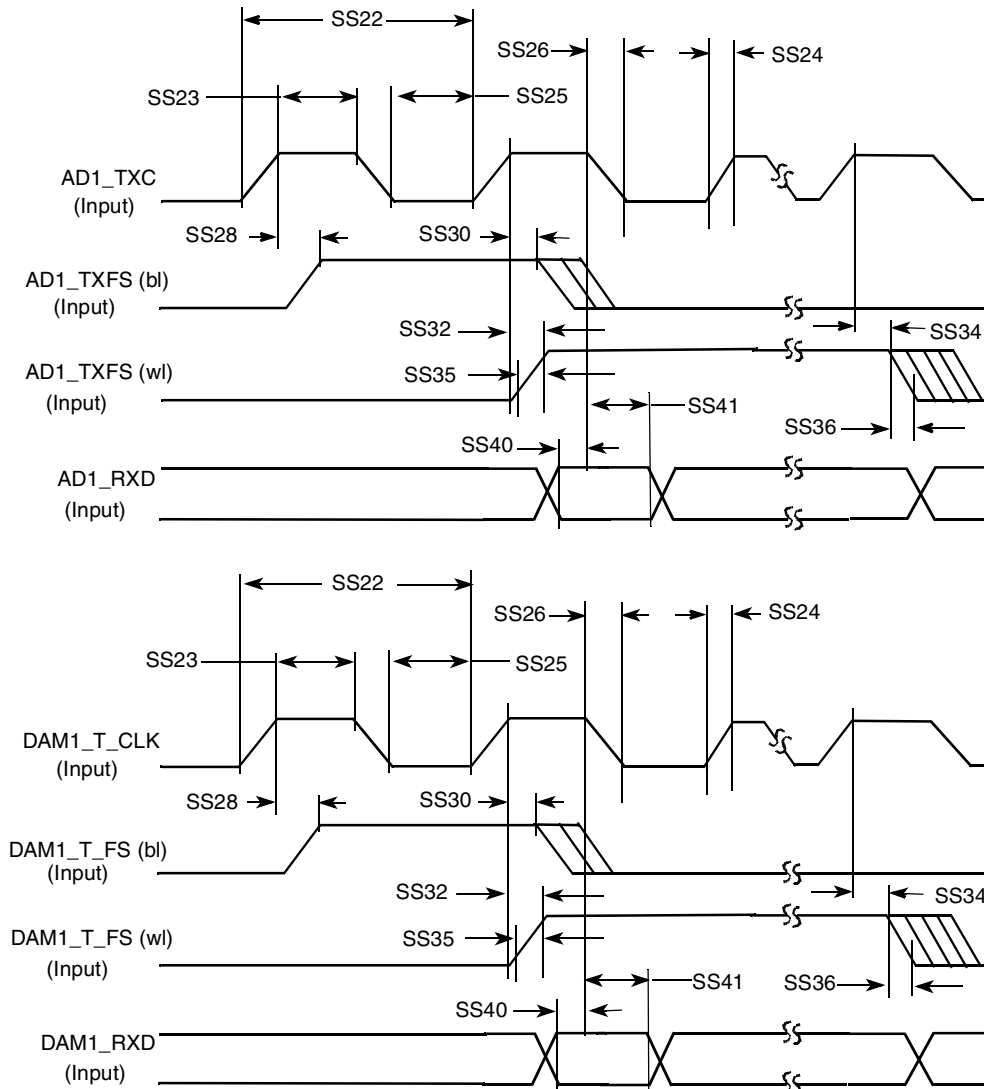 SS22
SS26
SS24
SS23
SS25
AD1_TXC
(Input)
SS28
SS30
AD1_TXFS (bl)
(Input)
SS32
SS34
SS35
AD1_TXFS (wl)
(Input)
SS41
SS36
SS40
AD1_RXD
(Input)
SS22
SS26
SS24
SS23
SS25
DAM1_T_CLK
(Input)
SS28
SS30
DAM1_T_FS (bl)
(Input)
SS32
SS34
SS35
DAM1_T_FS (wl)
(Input)
SS41
SS36
SS40
DAM1_RXD
(Input)